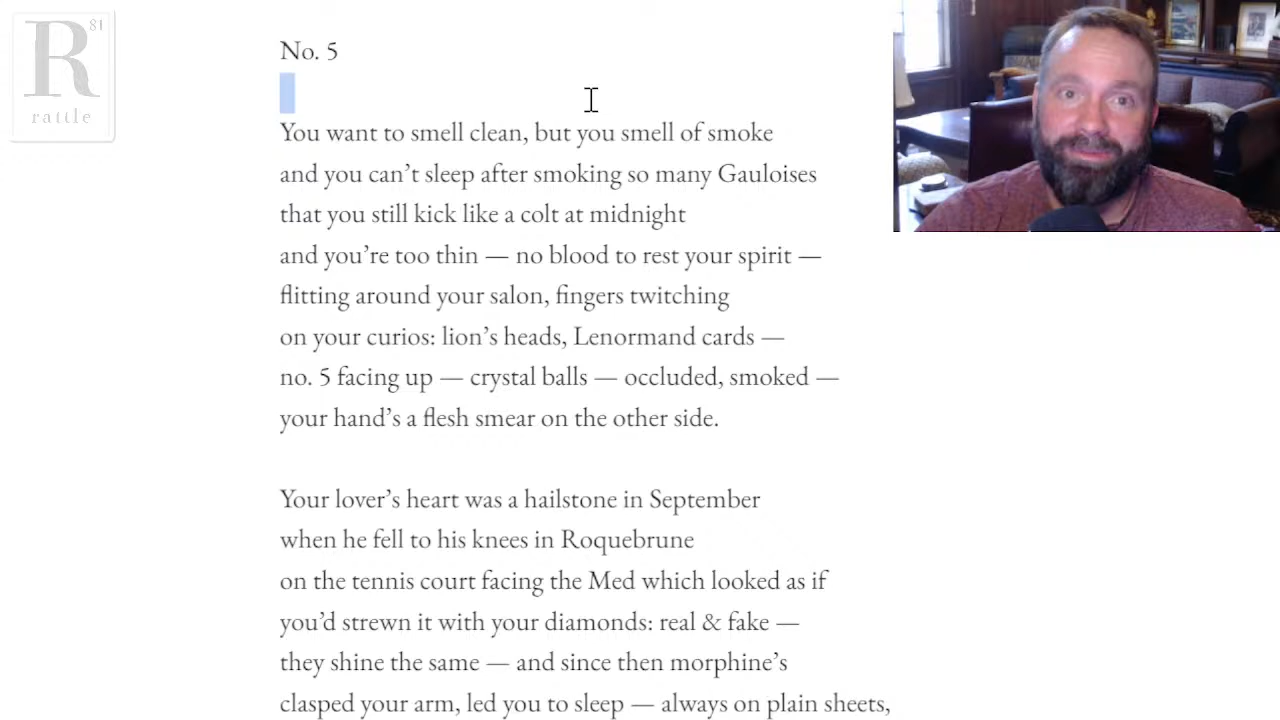 R 81
rattle
No. 5
You want to smell clean, but you smell of smoke
and you can’t sleep after smoking so many Gauloises
that you still kick like a colt at midnight
and you’re too thin — no blood to rest your spirit —
flitting around your salon, fingers twitching
on your curios: lion’s heads, Lenormand cards —
no. 5 facing up — crystal balls — occluded, smoked —
your hand’s a flesh smear on the other side.
Your lover’s heart was a hailstone in September
when he fell to his knees in Roquebrune
on the tennis court facing the Med which looked as if
you’d strewn it with your diamonds: real & fake —
they shine the same — and since then morphine’s
clasped your arm, led you to sleep — always on plain sheets,